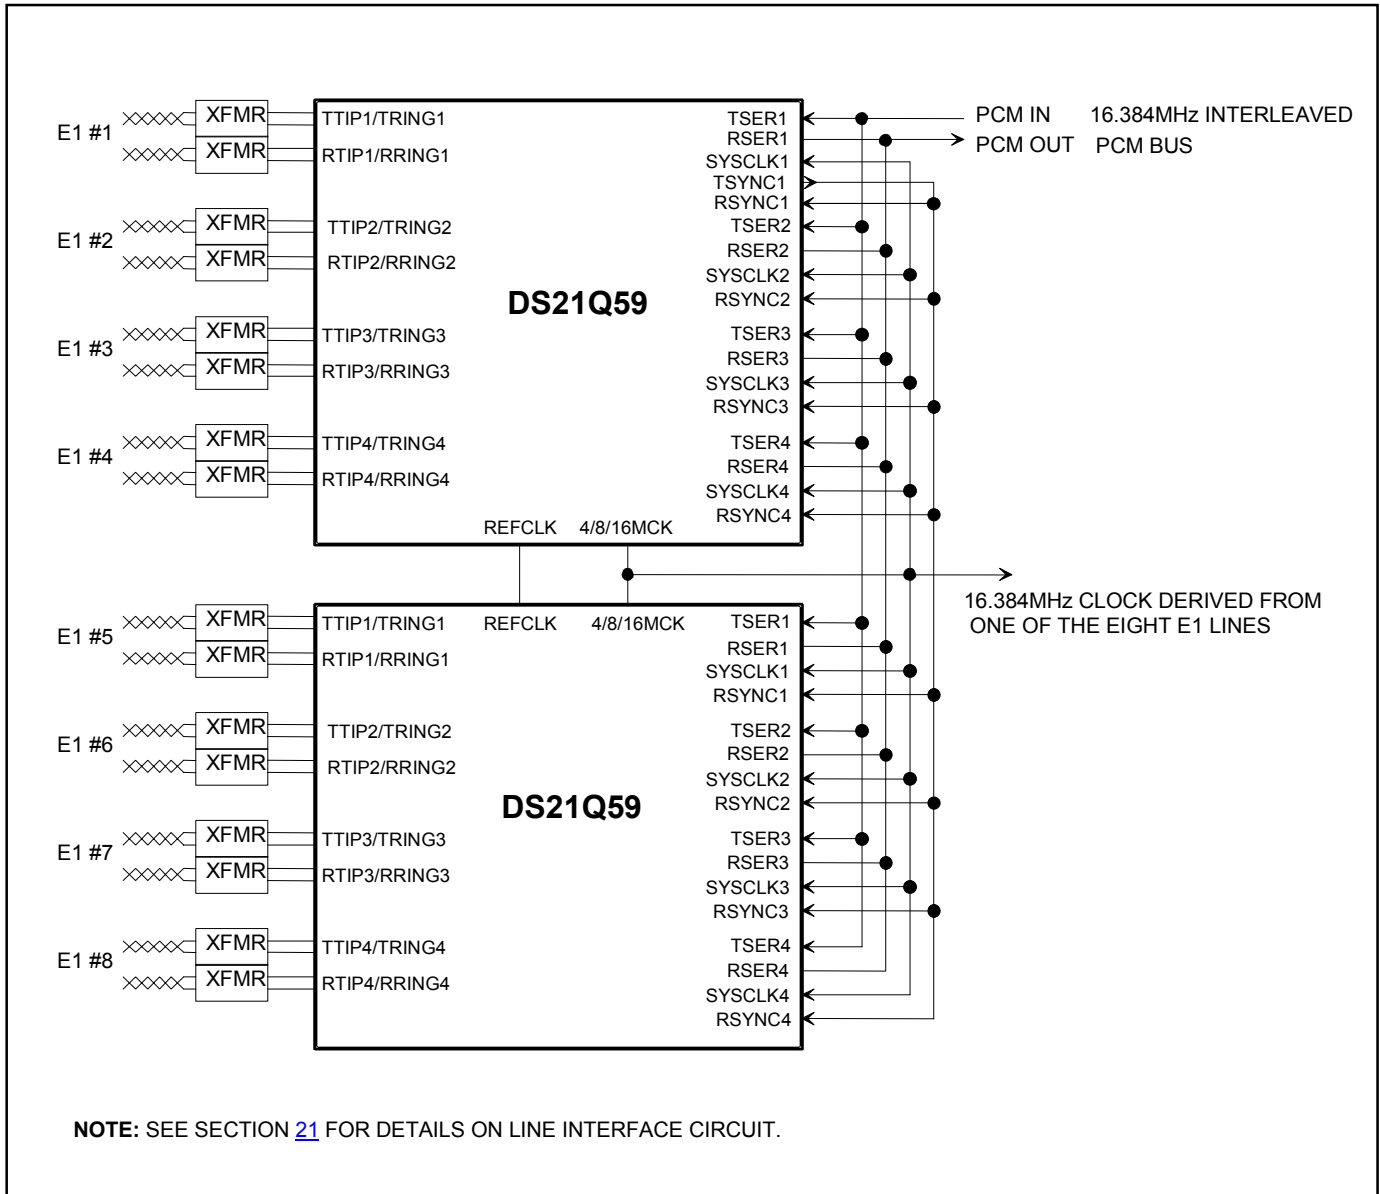 E1 #1
XFMR
XFMR
TTIP1/TRING1
RTIP1/RRING1
E1 #2
XFMR
XFMR
TTIP2/TRING2
RTIP2/RRING2
E1 #3
XFMR
XFMR
TTIP3/TRING3
RTIP3/RRING3
E1 #4
XFMR
XFMR
TTIP4/TRING4
RTIP4/RRING4
DS21Q59
TSER1
RSER1
SYSCLK1
TSYNC1
RSYNC1
TSER2
RSER2
SYSCLK2
RSYNC2
TSER3
RSER3
SYSCLK3
RSYNC3
TSER4
RSER4
SYSCLK4
RSYNC4
PCM IN 16.384MHz INTERLEAVED
PCM OUT PCM BUS
REFCLK 4/8/16MCK
16.384MHz CLOCK DERIVED FROM
ONE OF THE EIGHT E1 LINES
E1 #5
XFMR
XFMR
TTIP1/TRING1
RTIP1/RRING1
REFCLK 4/8/16MCK
E1 #6
XFMR
XFMR
TTIP2/TRING2
RTIP2/RRING2
E1 #7
XFMR
XFMR
TTIP3/TRING3
RTIP3/RRING3
E1 #8
XFMR
XFMR
TTIP4/TRING4
RTIP4/RRING4
DS21Q59
TSER1
RSER1
SYSCLK1
RSYNC1
TSER2
RSER2
SYSCLK2
RSYNC2
TSER3
RSER3
SYSCLK3
RSYNC3
TSER4
RSER4
SYSCLK4
RSYNC4
NOTE: SEE SECTION 21 FOR DETAILS ON LINE INTERFACE CIRCUIT.